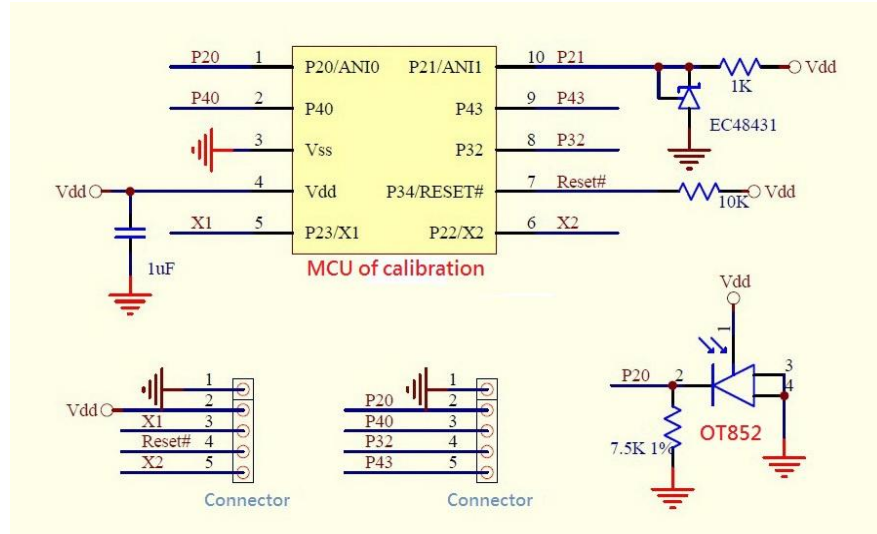 P20 1 P20/ANI0 P21/ANI1 10 P21 Vdd
1K
P40 2 P40 P43 9 P43
EC48431
3 Vss P32 8 P32
Vdd 4 Vdd P34/RESET# 7 Reset# Vdd
10K
X1 5 P23/X1 P22/X2 6 X2
1uF
MCU of calibration
Vdd
1
P20 2 3
4
7.5K 1%
OT852
1
Vdd 2
X1 3
Reset# 4
X2 5
Connector
1
P20 2
P40 3
P32 4
P43 5
Connector